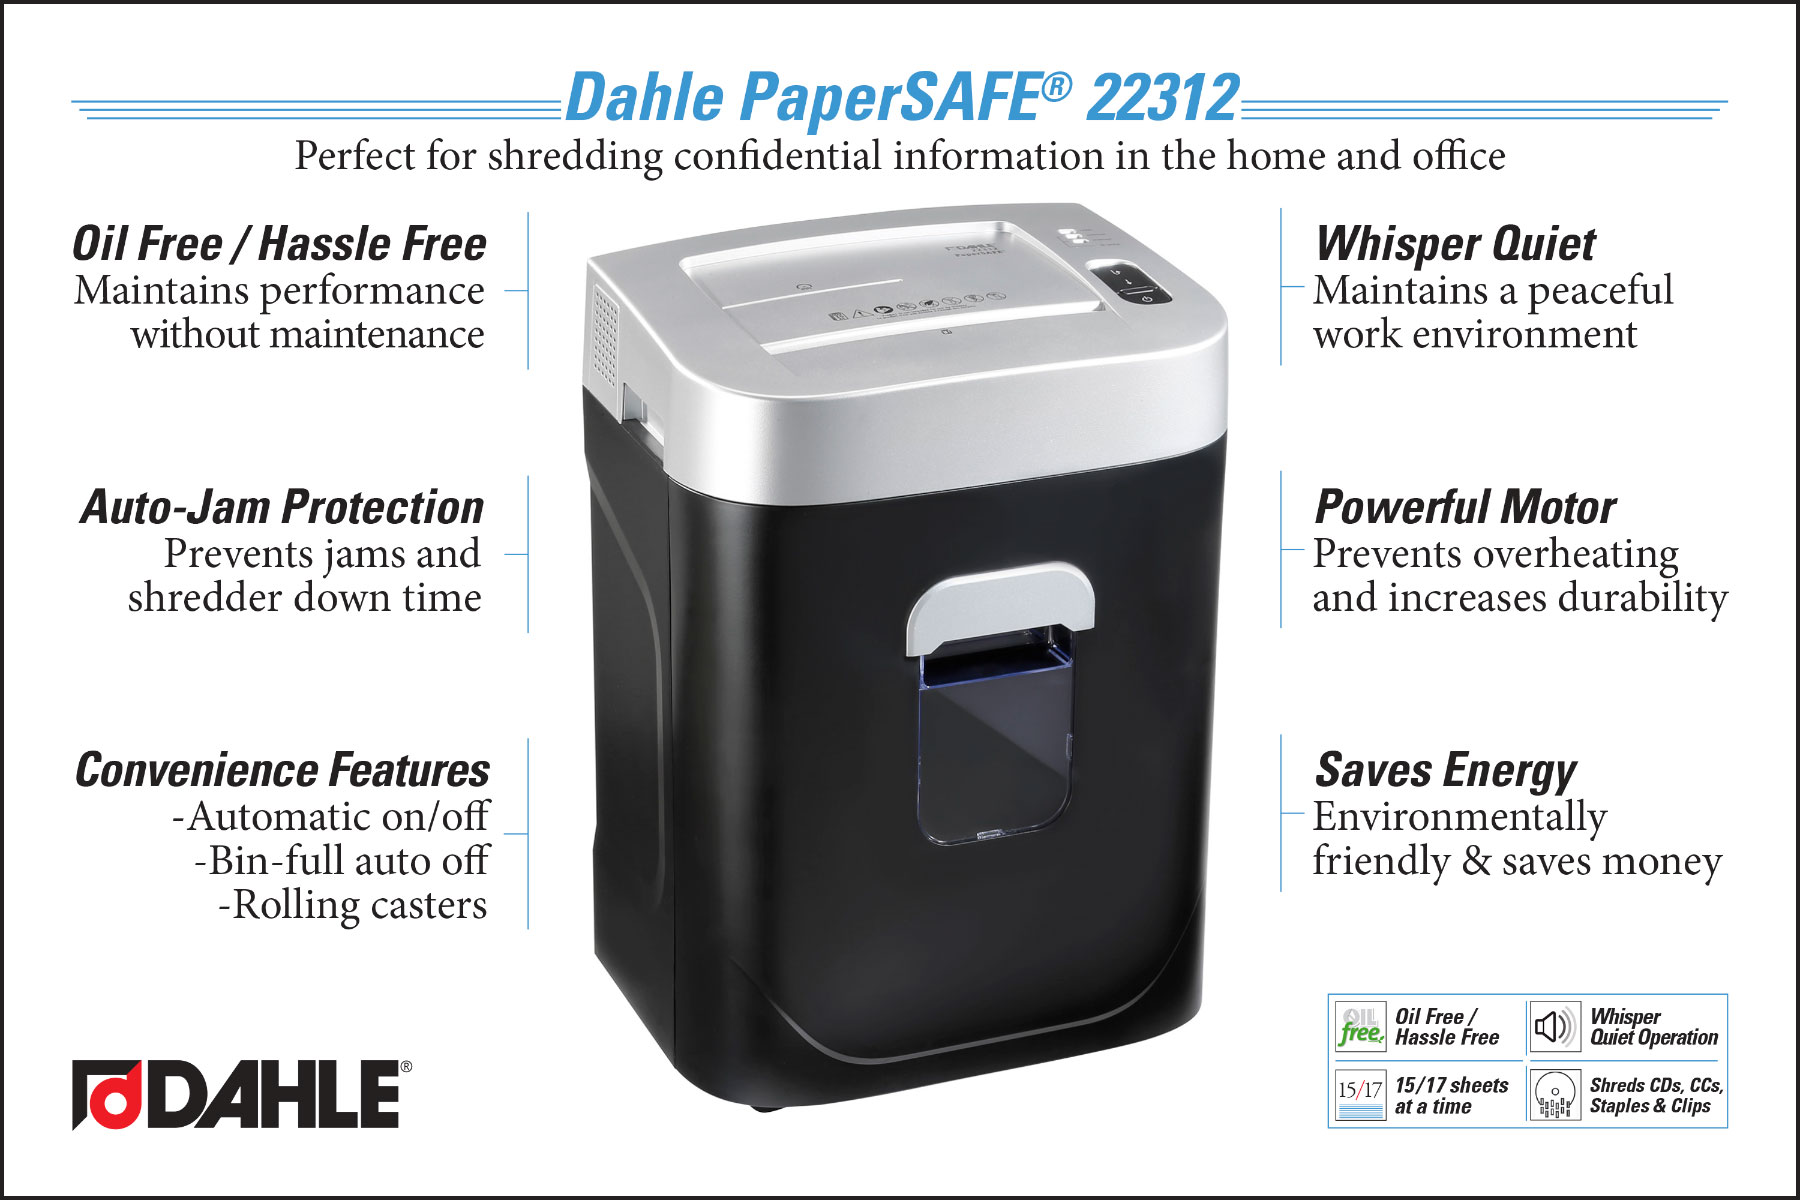 Dahle PaperSAFE® 22312
Perfect for shredding confidential information in the home and office
Oil Free / Hassle Free
Maintains performance
without maintenance
Auto-Jam Protection
Prevents jams and
shredder down time
Convenience Features
-Automatic on/off
-Bin-full auto off
-Rolling casters
DAHLE
PaperSAFE
Whisper Quiet
Maintains a peaceful
work environment
Powerful Motor
Prevents overheating
and increases durability
Saves Energy
Environmentally
friendly & saves money
DAHLE®
OIL
free
Oil Free /
Hassle Free
Whisper
Quiet Operation
15/17
15/17 sheets
at a time
Shreds CDs, CCs,
Staples & Clips